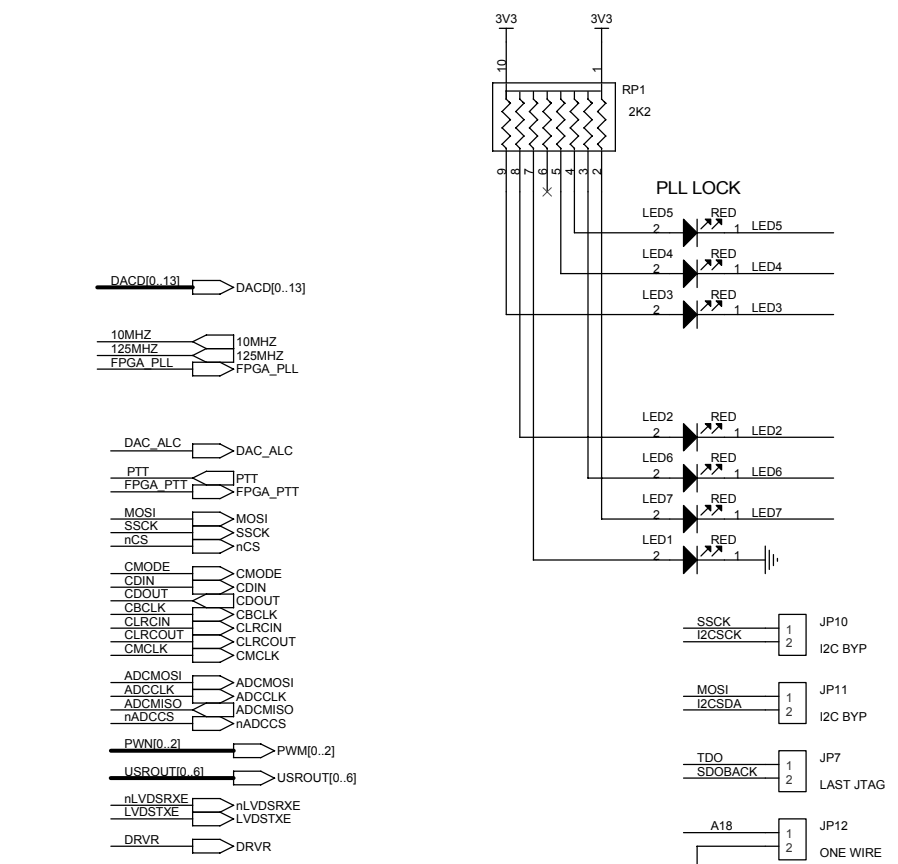 3V3 3V3
10 1
RP1
2K2
9 8 7 6 5 4 3 2
PLL LOCK
LED5 RED
2 1 LED5
LED4 RED
2 1 LED4
LED3 RED
2 1 LED3
DACD[0..13] DACD[0..13]
10MHZ 10MHZ
125MHZ 125MHZ
FPGA_PLL FPGA_PLL
LED2 RED
2 1 LED2
LED6 RED
2 1 LED6
LED7 RED
2 1 LED7
LED1 RED
2 1
DAC_ALC DAC_ALC
PTT PTT
FPGA_PTT FPGA_PTT
MOSI MOSI
SSCK SSCK
nCS nCS
CMODE CMODE
CDIN CDIN
CDOUT CDOUT
CBCLK CBCLK
CLRCIN CLRCIN
CLRCOUT CLRCOUT
CMCLK CMCLK
ADCMOSI ADCMOSI
ADCCLK ADCCLK
ADCMISO ADCMISO
nADCCS nADCCS
PWN[0..2] PWM[0..2]
USROUT[0..6] USROUT[0..6]
nLVDSRXE nLVDSRXE
LVDSTXE LVDSTXE
DRVR DRVR
SSCK 1 JP10
I2CSCK 2 I2C BYP
MOSI 1 JP11
I2CSDA 2 I2C BYP
TDO 1 JP7
SDOBACK 2 LAST JTAG
A18 1 JP12
2 ONE WIRE